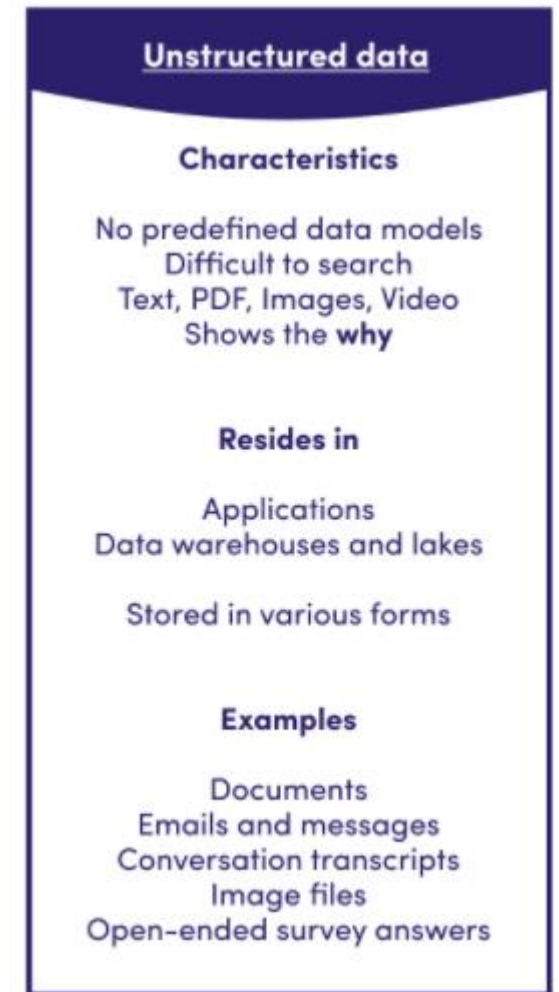 Unstructured data
Characteristics
No predefined data models
Difficult to search
Text, PDF, Images, Video
Shows the why
Resides in
Applications
Data warehouses and lakes
Stored in various forms
Examples
Documents
Emails and messages
Conversation transcripts
Image files
Open-ended survey answers